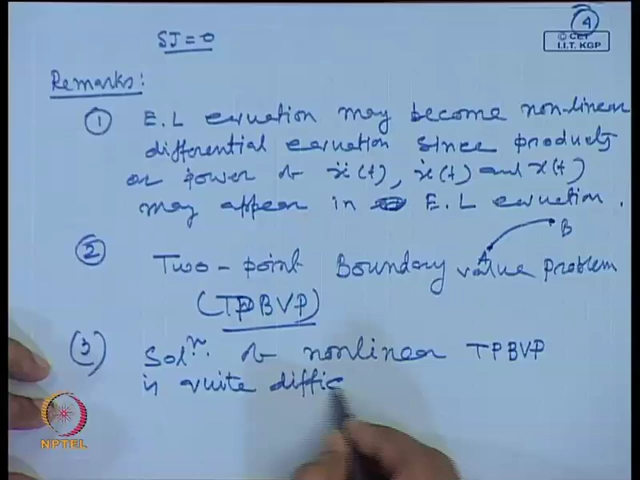 4
© CET
I.I.T. KGP
SJ = 0
Remarks:
① E.L equation may become non-linear
differential equation since products
or power of ẍ(t), ẋ(t) and x(t)
may appear in E.L equation.
B
A
② Two-point Boundary value problem
(TPBVP)
③ Solⁿ. of nonlinear TPBVP
is quite diffic
NPTEL